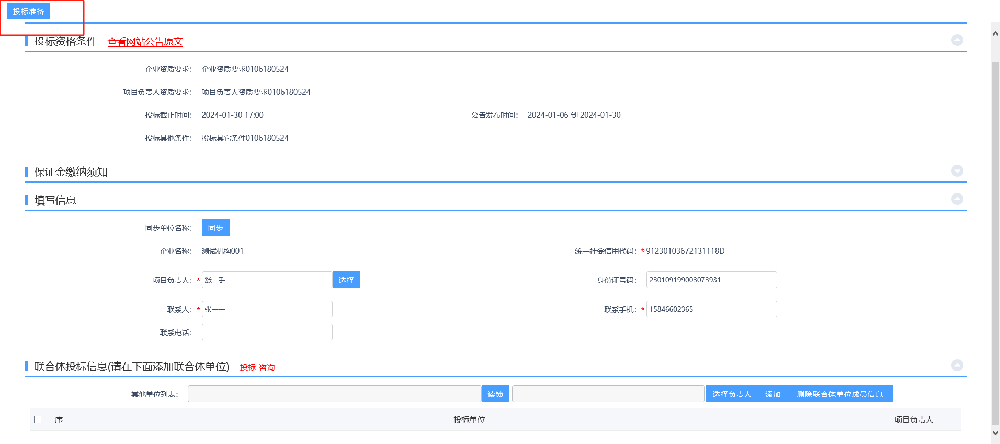 投标准备
投标资格条件 查看网站公告原文
企业资质要求： 企业资质要求0106180524
项目负责人资质要求： 项目负责人资质要求0106180524
投标截止时间： 2024-01-30 17:00 公告发布时间： 2024-01-06 到 2024-01-30
投标其他条件： 投标其它条件0106180524
保证金缴纳须知
填写信息
同步单位名称： 同步
企业名称： 测试机构001 统一社会信用代码：*91230103672131118D
项目负责人：* 张二手 选择 身份证号码： 230109199003073931
联系人：* 张一一 联系手机：* 15846602365
联系电话：
联合体投标信息(请在下面添加联合体单位) 投标-咨询
其他单位列表： 读锁 选择负责人 添加 删除联合体单位成员信息
序 投标单位 项目负责人